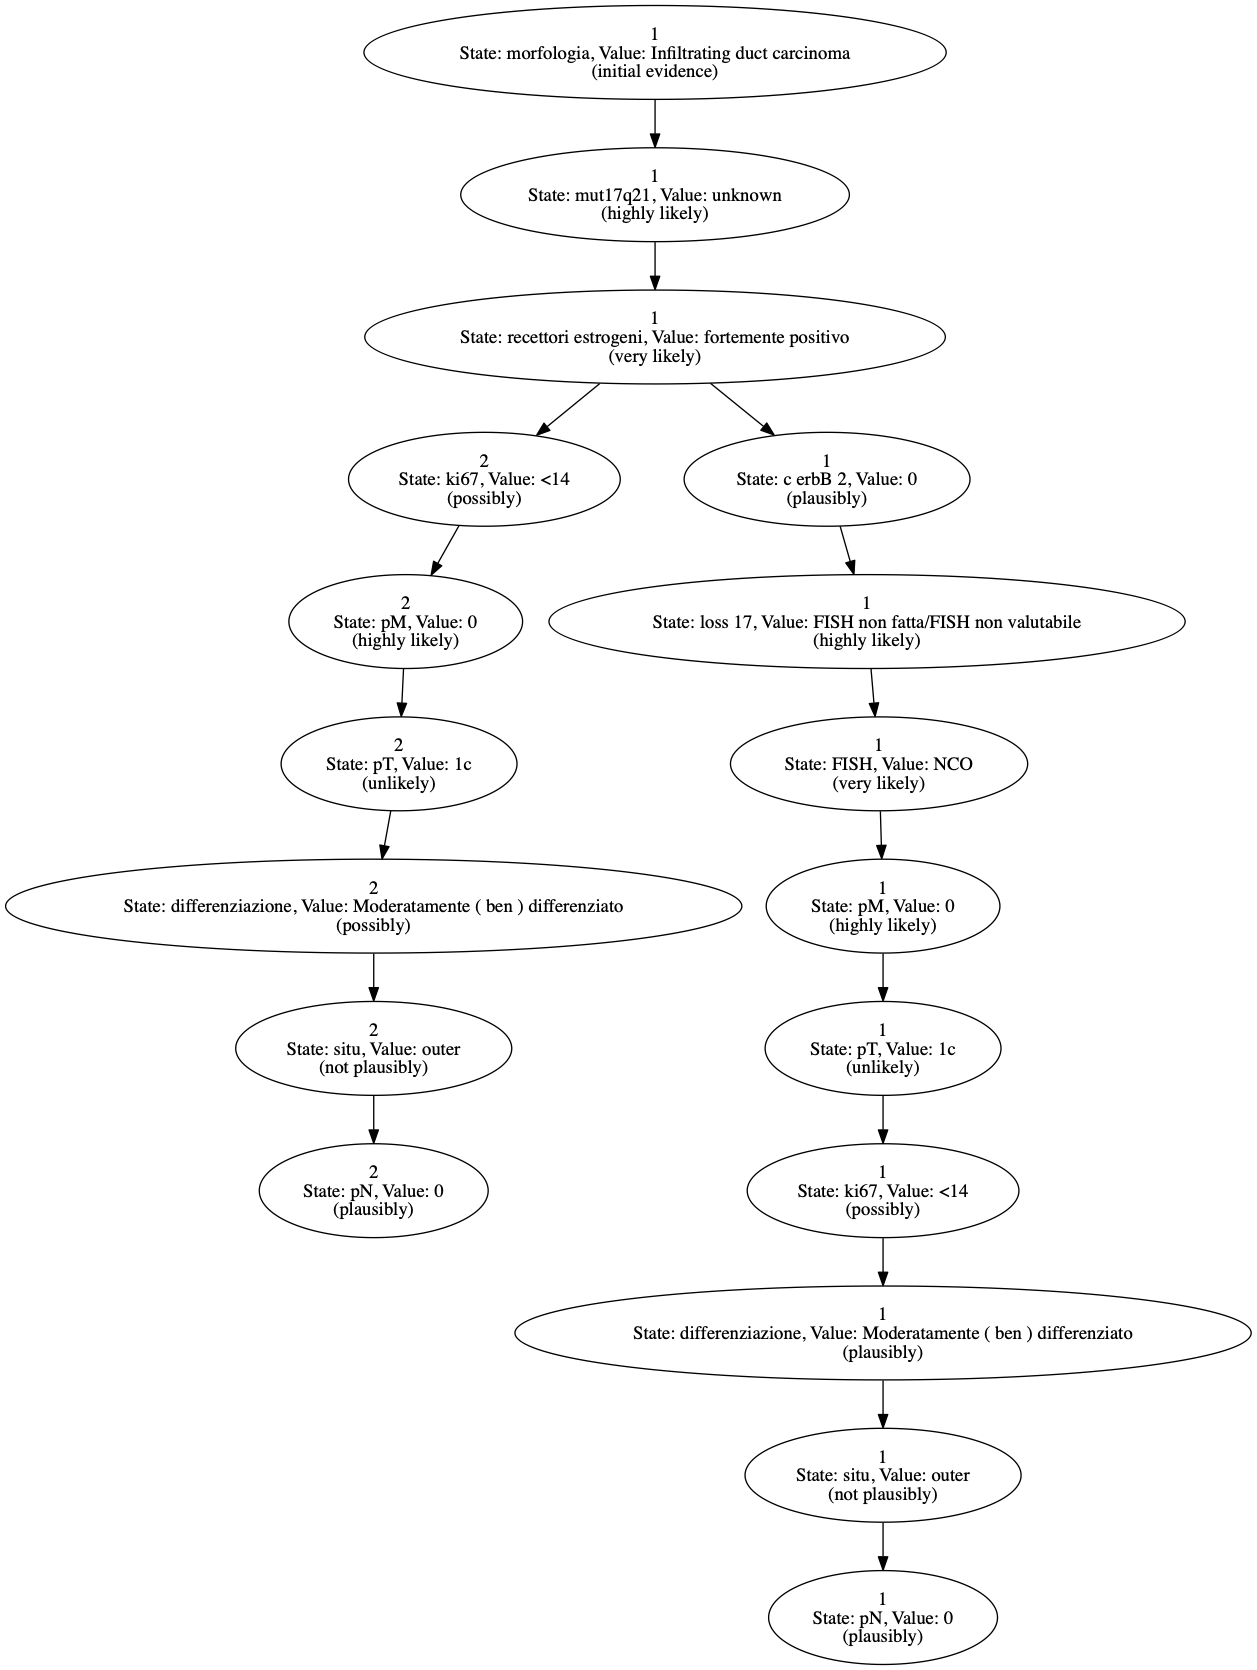 1
State: morfologia, Value: Infiltrating duct carcinoma
(initial evidence)
1
State: mut17q21, Value: unknown
(highly likely)
1
State: recettori estrogeni, Value: fortemente positivo
(very likely)
2
State: ki67, Value: <14
(possibly)
1
State: c erbB 2, Value: 0
(plausibly)
2
State: pM, Value: 0
(highly likely)
1
State: loss 17, Value: FISH non fatta/FISH non valutabile
(highly likely)
2
State: pT, Value: 1c
(unlikely)
1
State: FISH, Value: NCO
(very likely)
2
State: differenziazione, Value: Moderatamente ( ben ) differenziato
(possibly)
1
State: pM, Value: 0
(highly likely)
2
State: situ, Value: outer
(not plausibly)
1
State: pT, Value: 1c
(unlikely)
2
State: pN, Value: 0
(plausibly)
1
State: ki67, Value: <14
(possibly)
1
State: differenziazione, Value: Moderatamente ( ben ) differenziato
(plausibly)
1
State: situ, Value: outer
(not plausibly)
1
State: pN, Value: 0
(plausibly)